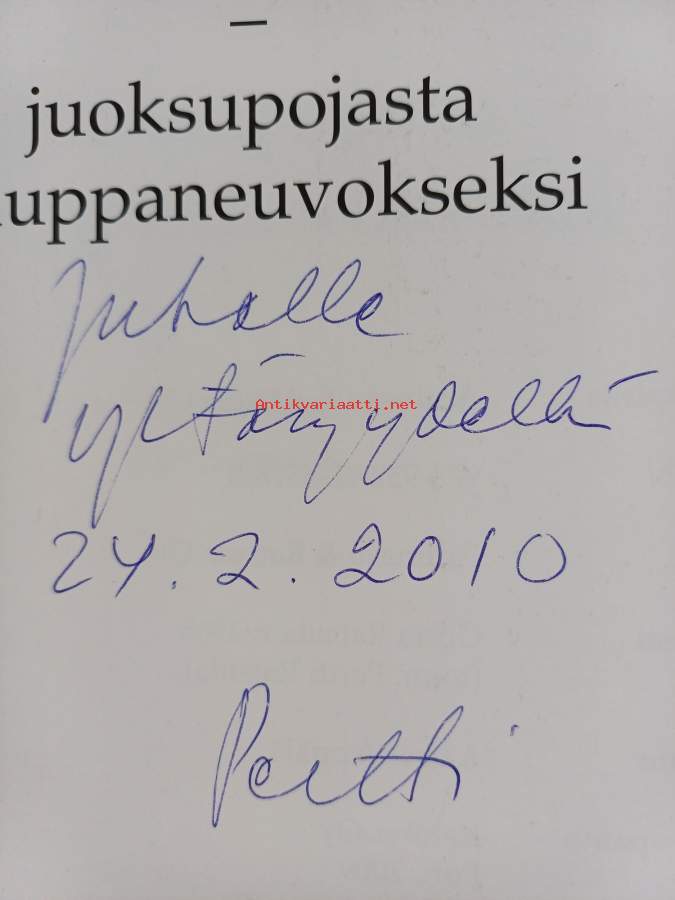 –
juoksupojasta
uppaneuvokseksi
Juhalle
ystävyydellä
Antikvariaatti.net
24.2.2010
Pertti